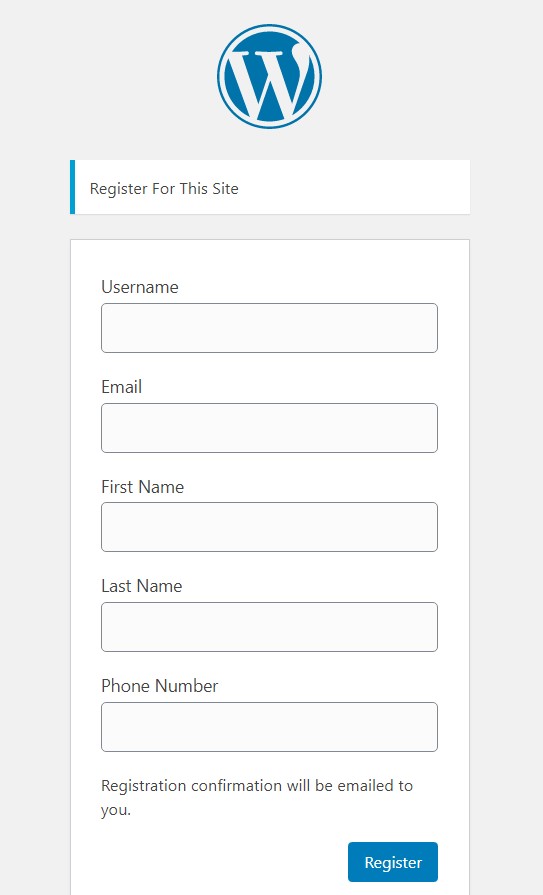 Register For This Site
Username
Email
First Name
Last Name
Phone Number
Registration confirmation will be emailed to
you.
Register